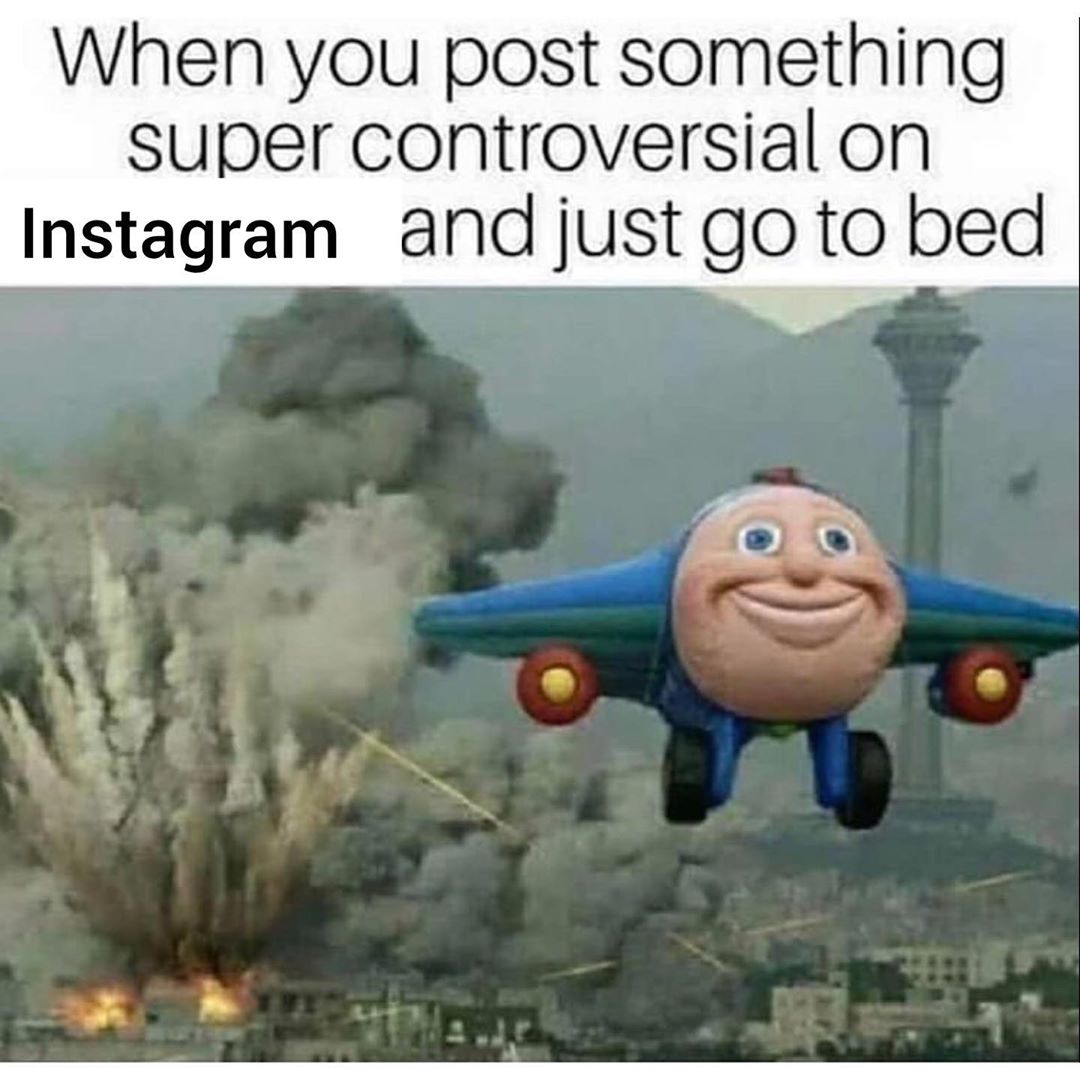 When you post something
super controversial on
Instagram and just go to bed